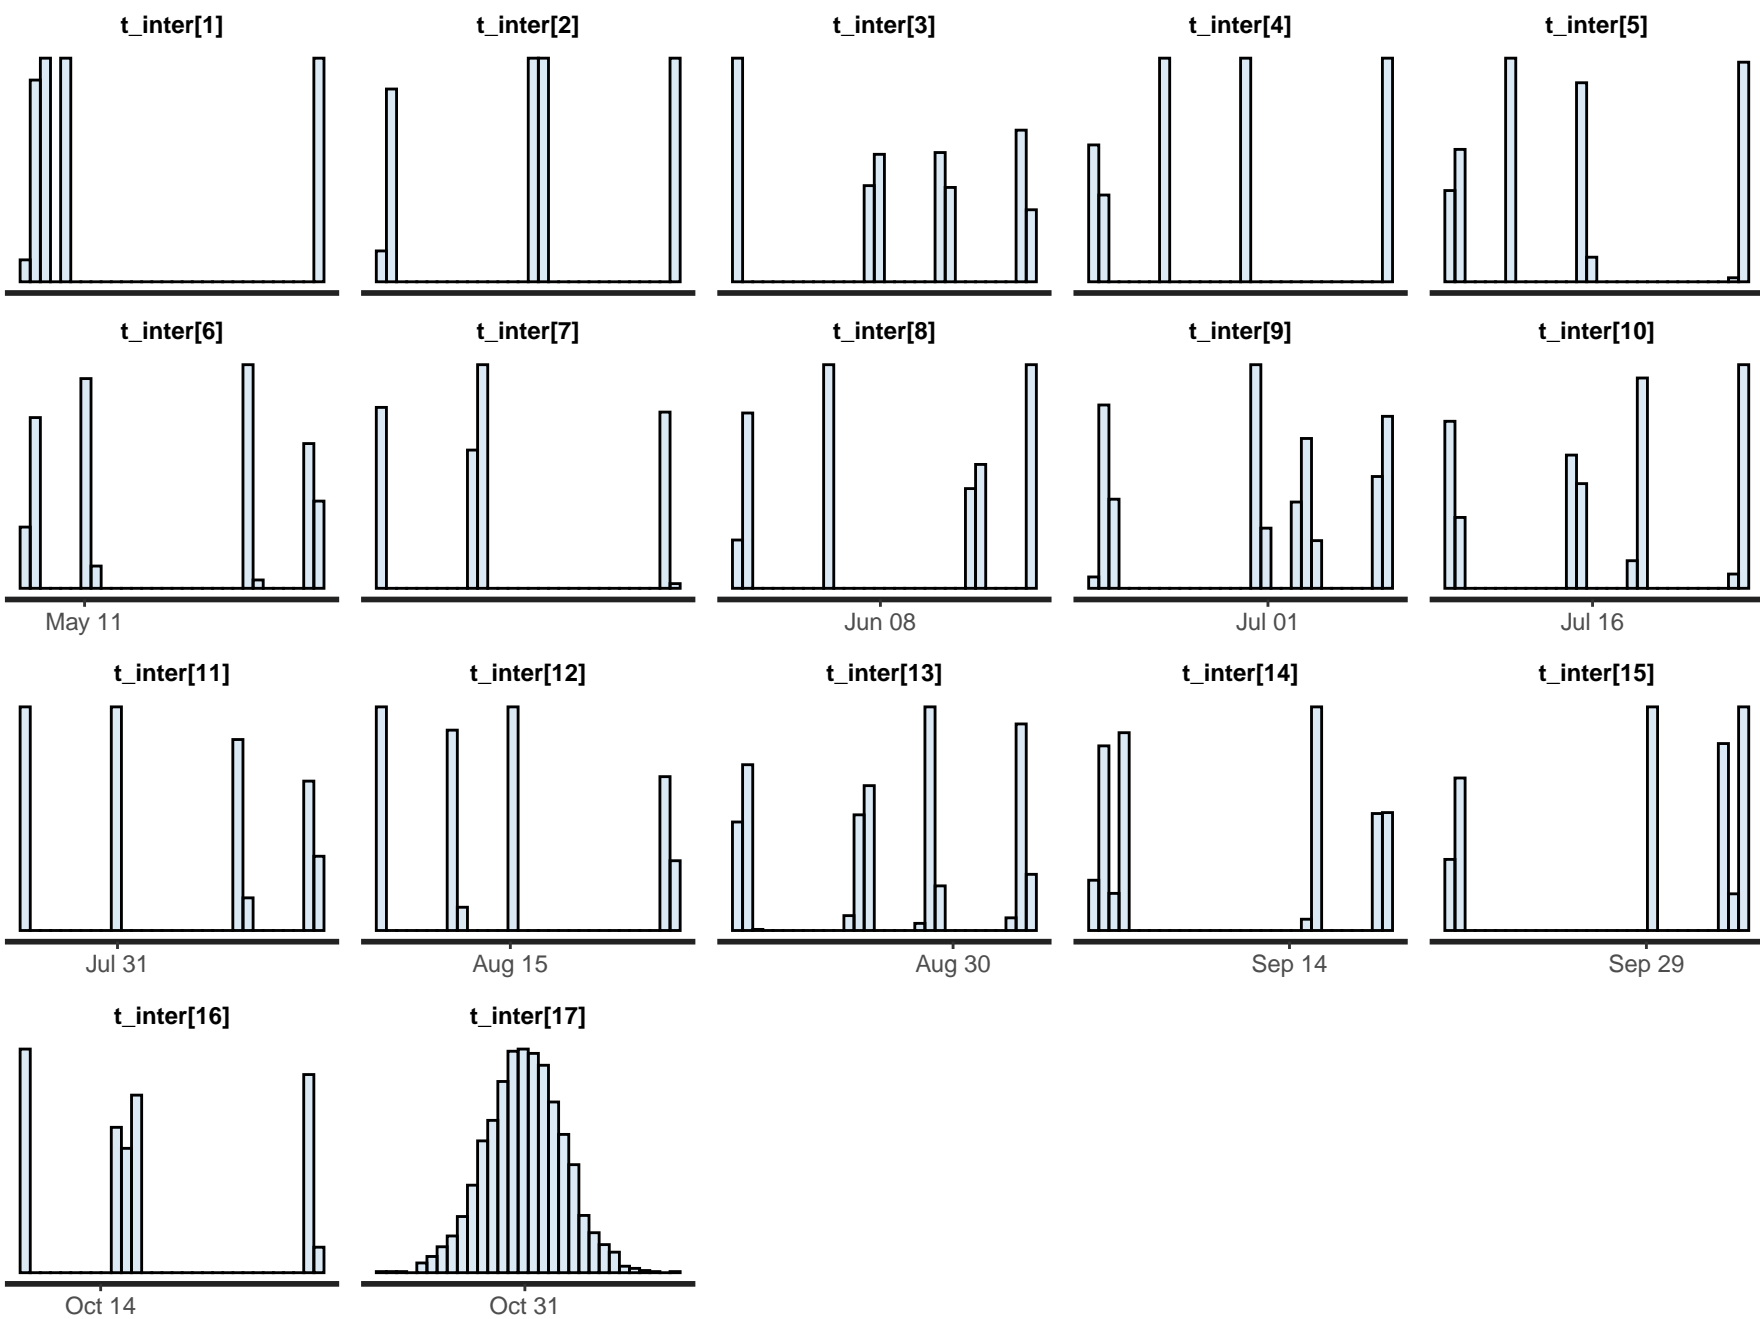 t_inter[1] t_inter[2] t_inter[3] t_inter[4] t_inter[5]
t_inter[6] t_inter[7] t_inter[8] t_inter[9] t_inter[10]
May 11 Jun 08 Jul 01 Jul 16
t_inter[11] t_inter[12] t_inter[13] t_inter[14] t_inter[15]
Jul 31 Aug 15 Aug 30 Sep 14 Sep 29
t_inter[16] t_inter[17]
Oct 14 Oct 31